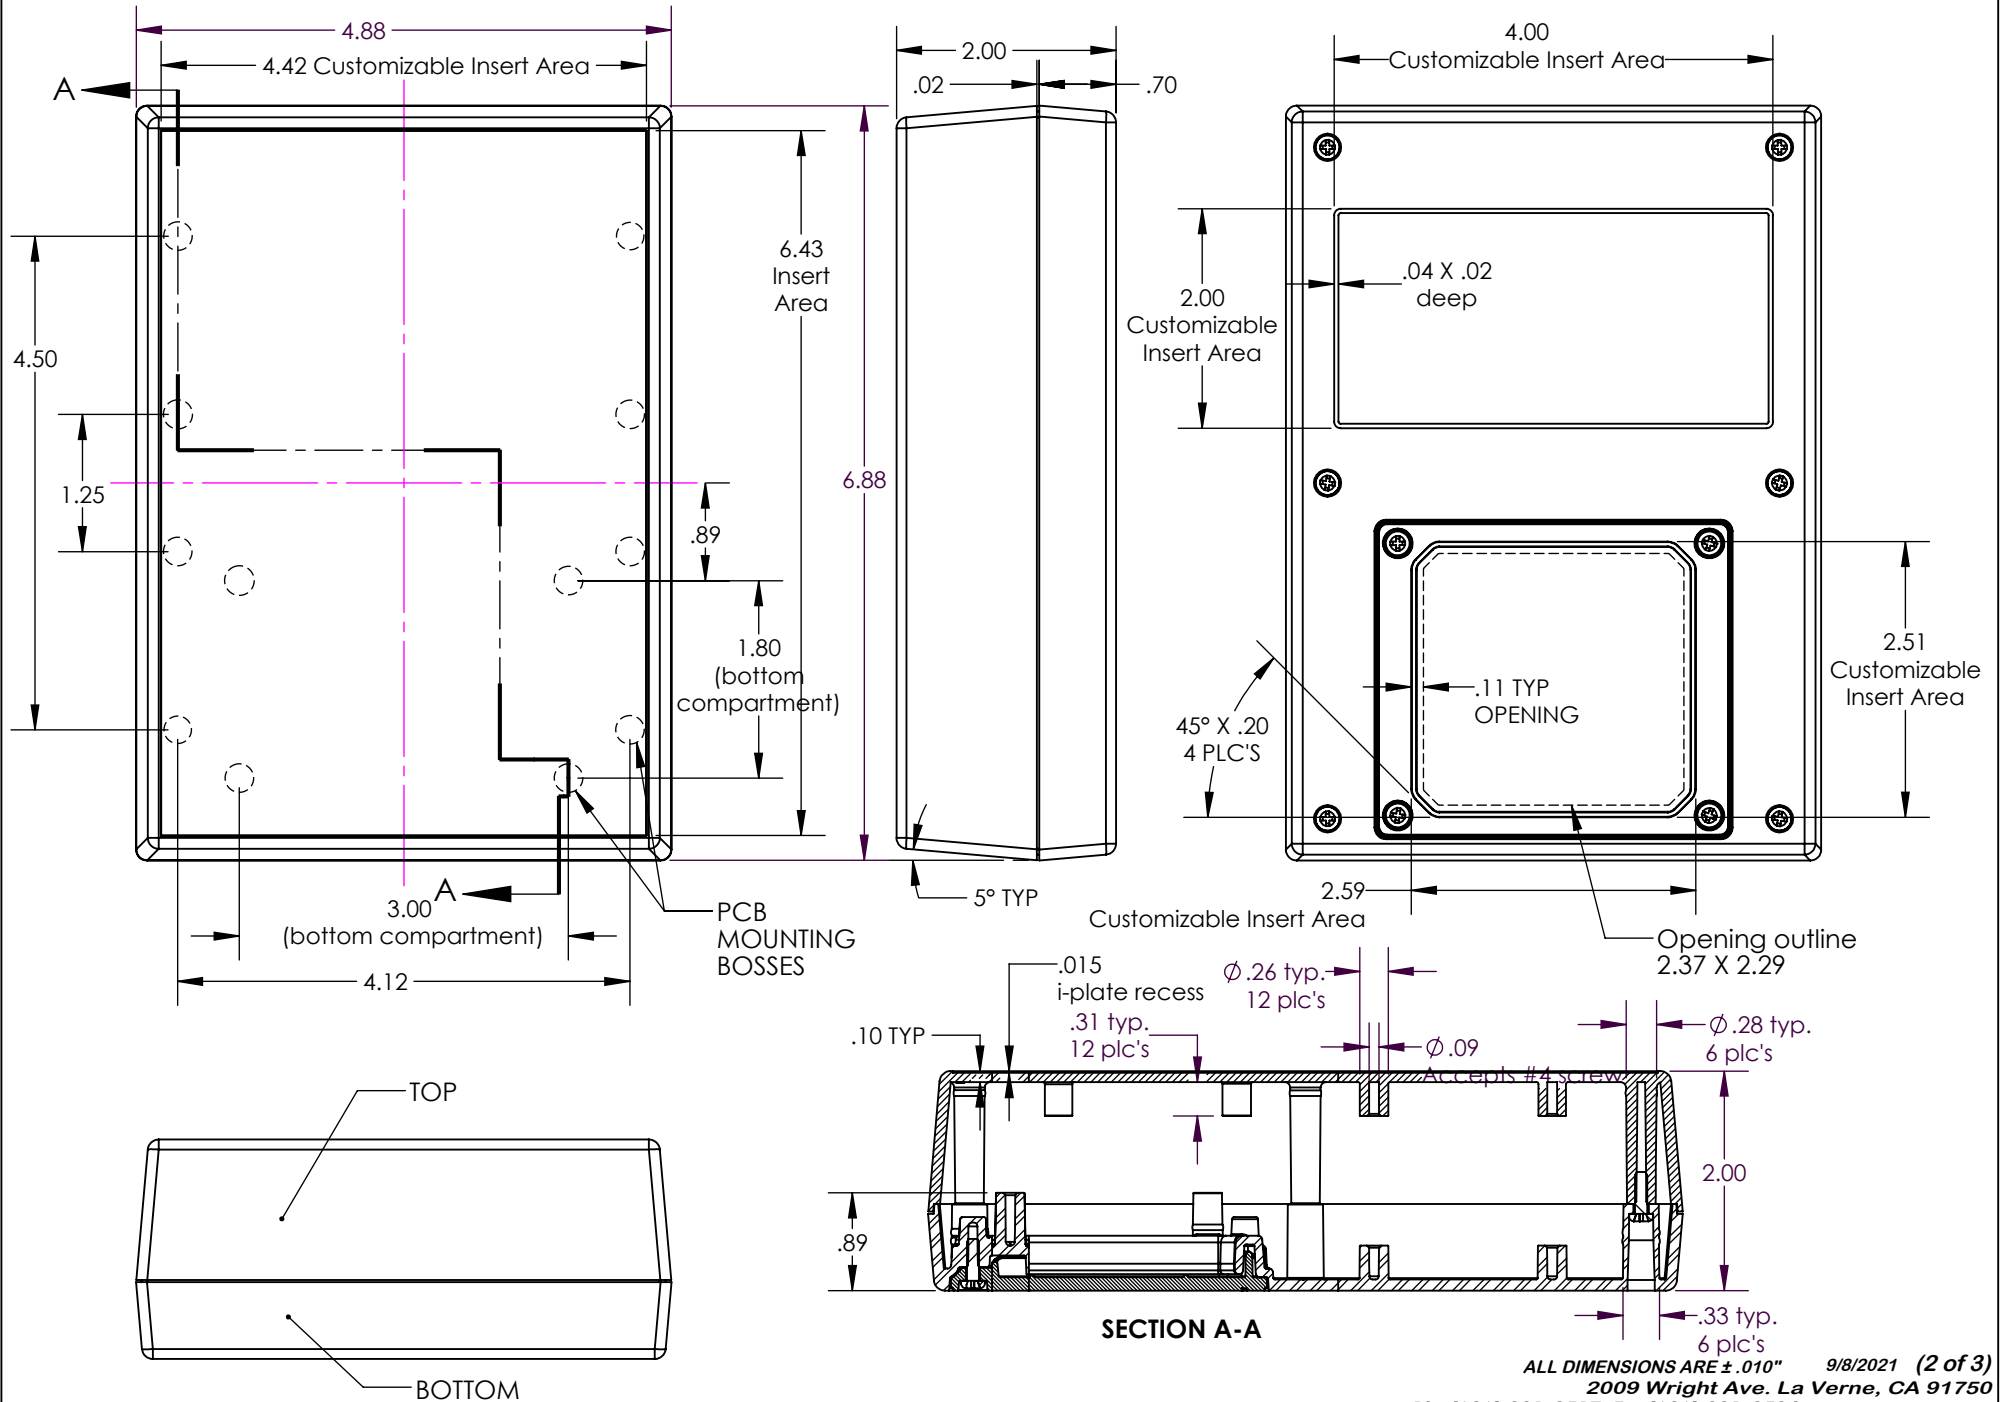 4.88
4.42 Customizable Insert Area
A
4.50
1.25
6.43
Insert
Area
.89
1.80
(bottom
compartment)
A
3.00
(bottom compartment)
4.12
PCB
MOUNTING
BOSSES
2.00
.02
.70
6.88
5° TYP
4.00
Customizable Insert Area
.04 X .02
deep
2.00
Customizable
Insert Area
.11 TYP
OPENING
45° X .20
4 PLC'S
2.51
Customizable
Insert Area
2.59
Customizable Insert Area
Opening outline
2.37 X 2.29
.015
i-plate recess
.10 TYP
.31 typ.
12 plc's
Ø.26 typ.
12 plc's
Ø.09
Accepts #4 screw
Ø.28 typ.
6 plc's
2.00
.89
.33 typ.
6 plc's
SECTION A-A
TOP
BOTTOM
ALL DIMENSIONS ARE ± .010" 9/8/2021 (2 of 3)
2009 Wright Ave. La Verne, CA 91750